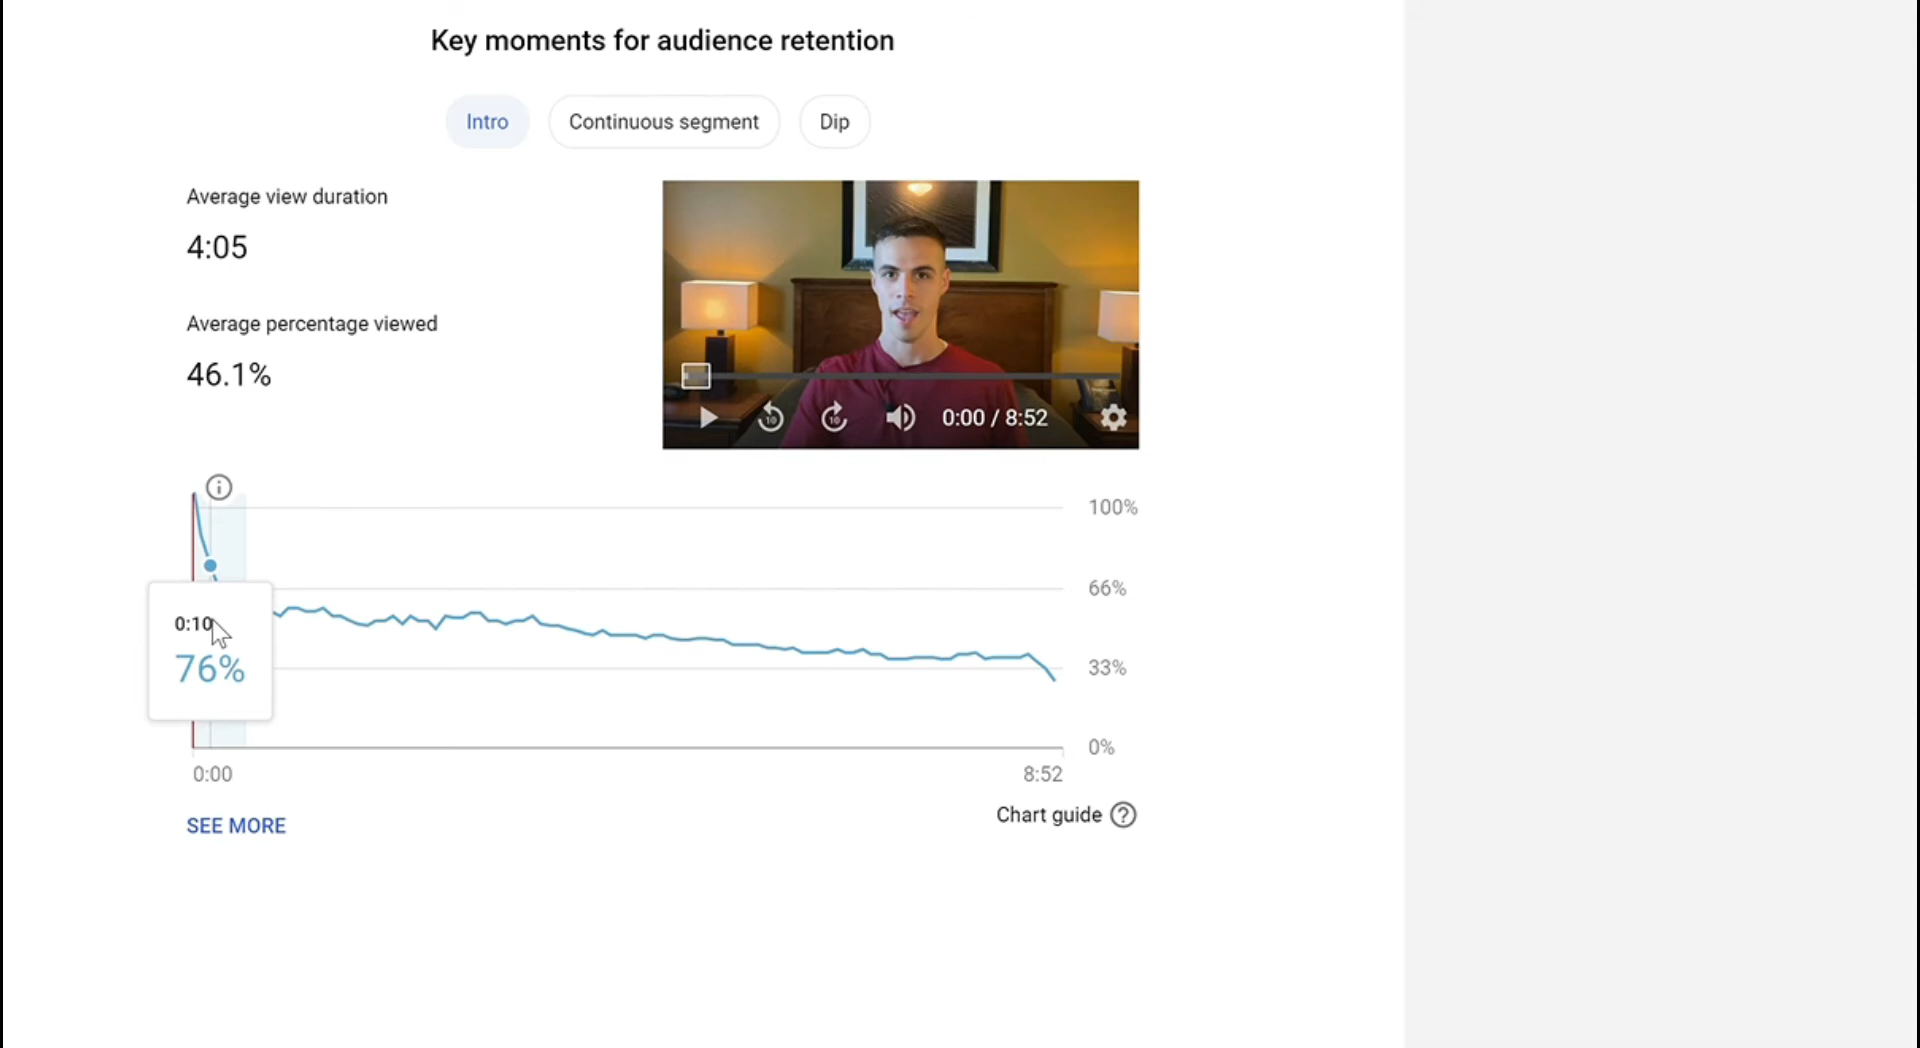 Key moments for audience retention
Intro
Continuous segment
Dip
Average view duration
4:05
Average percentage viewed
46.1%
10
10
0:00 / 8:52
100%
66%
0:10
76%
33%
0%
0:00
8:52
Chart guide ?
SEE MORE